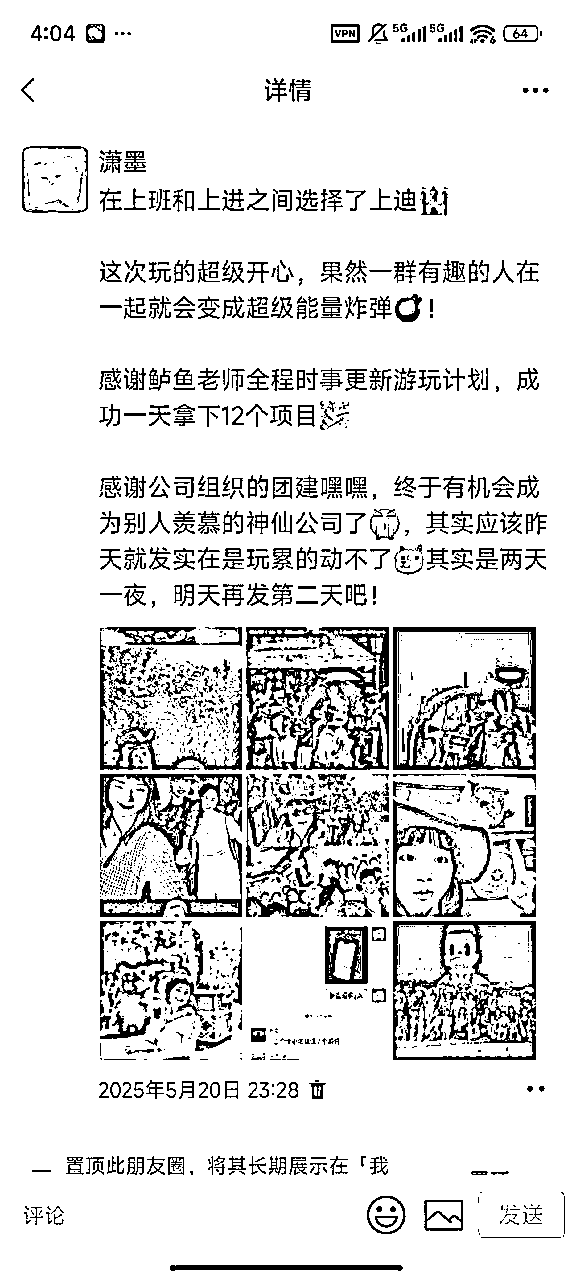 4:04 ...
VPN 5G 5G 64
详情
潇墨
在上班和上进之间选择了上迪
这次玩的超级开心，果然一群有趣的人在
一起就会变成超级能量炸弹💣！
感谢鲈鱼老师全程时事更新游玩计划，成
功一天拿下12个项目🎉
感谢公司组织的团建嘿嘿，终于有机会成
为别人羡慕的神仙公司了，其实应该昨
天就发实在是玩累的动不了其实是两天
一夜，明天再发第二天吧！
2025年5月20日 23:28
置顶此朋友圈，将其长期展示在「我
评论
发送